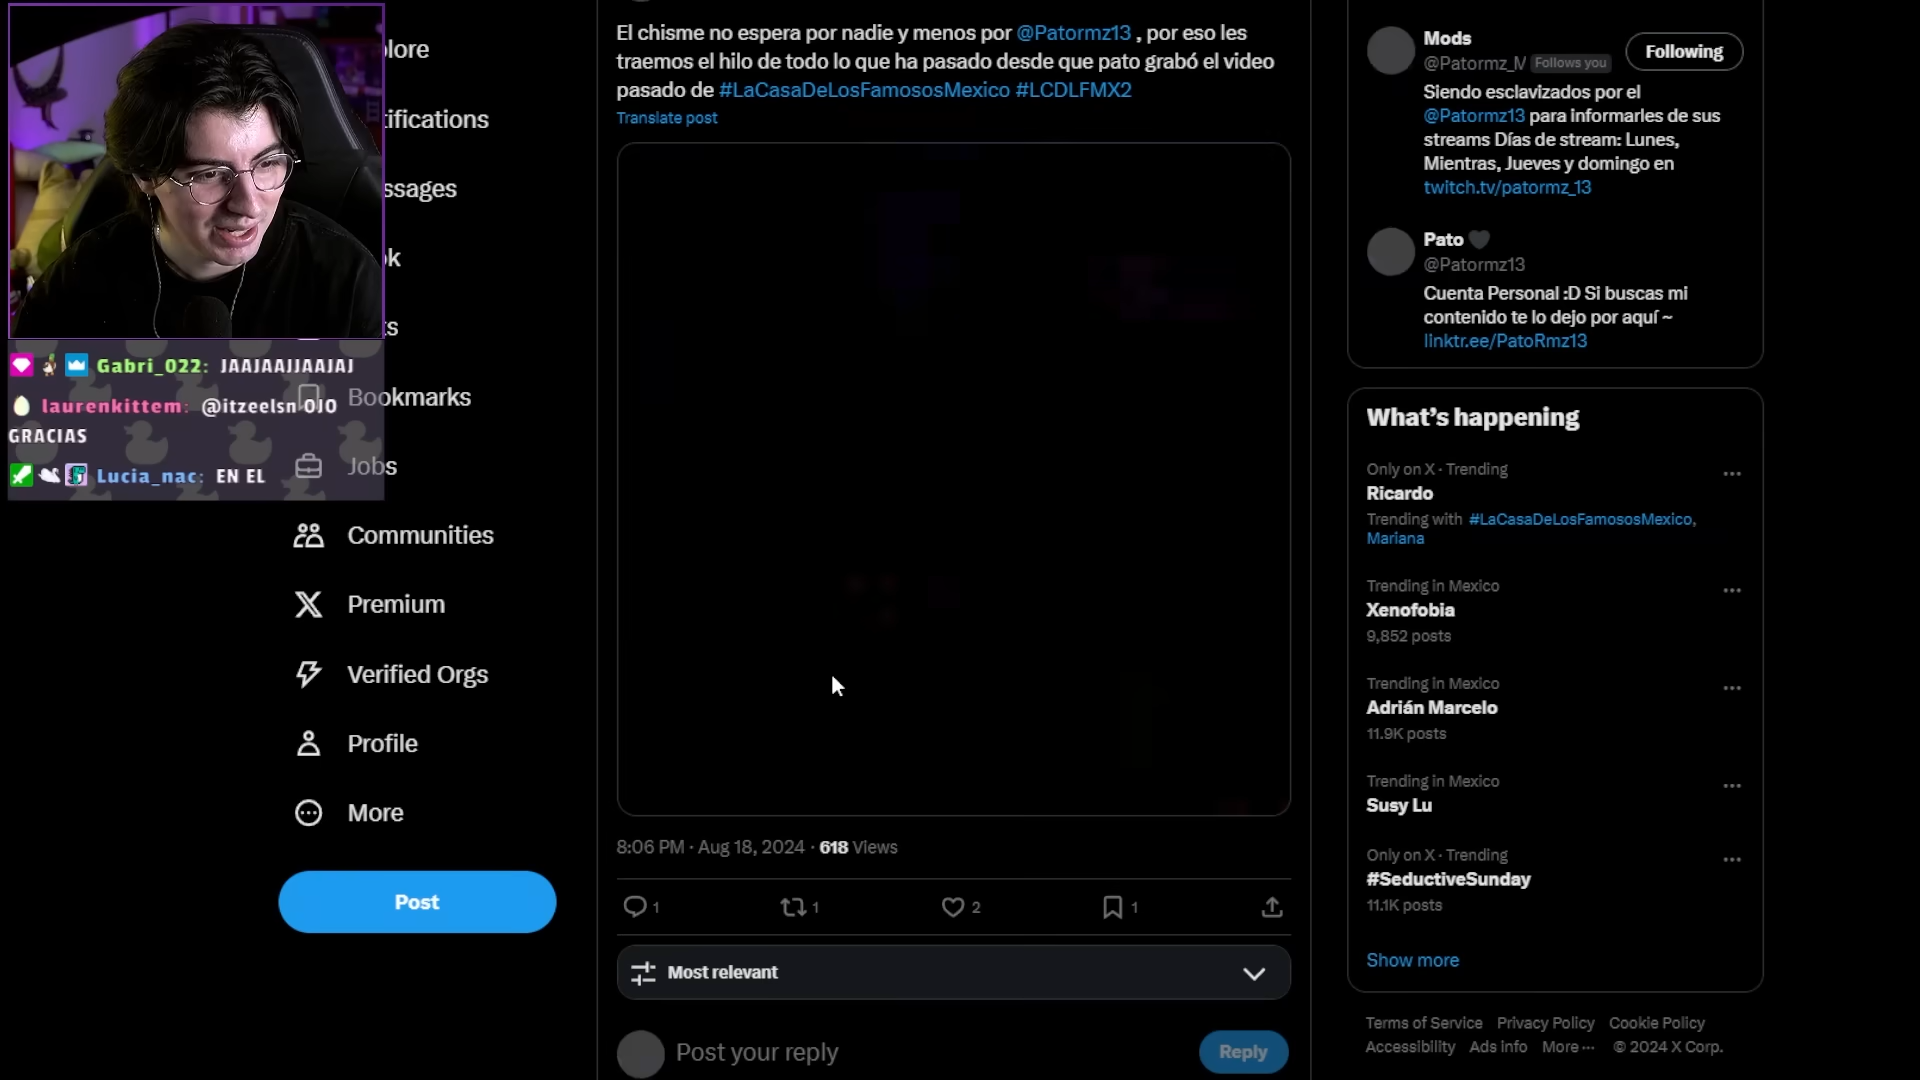 plore
tifications
ssages
k
ts
Gabri_022: JAAJAAJJAAJAJ
laurenkittem: @itzeelsn OJO
GRACIAS
Lucia_nac: EN EL
Bookmarks
Jobs
Communities
Premium
Verified Orgs
Profile
More
Post
El chisme no espera por nadie y menos por @Patormz13 , por eso les
traemos el hilo de todo lo que ha pasado desde que pato grabó el video
pasado de #LaCasaDeLosFamososMexico #LCDLFMX2
Translate post
8:06 PM · Aug 18, 2024 · 618 Views
1
1
2
1
Most relevant
Post your reply
Reply
Mods
@Patormz_M Follows you
Following
Siendo esclavizados por el
@Patormz13 para informarles de sus
streams Días de stream: Lunes,
Mientras, Jueves y domingo en
twitch.tv/patormz_13
Pato
@Patormz13
Cuenta Personal :D Si buscas mi
contenido te lo dejo por aquí ~
linktr.ee/PatoRmz13
What's happening
Only on X · Trending
Ricardo
Trending with #LaCasaDeLosFamososMexico,
Mariana
Trending in Mexico
Xenofobia
9,852 posts
Trending in Mexico
Adrián Marcelo
11.9K posts
Trending in Mexico
Susy Lu
Only on X · Trending
#SeductiveSunday
11.1K posts
Show more
Terms of Service Privacy Policy Cookie Policy
Accessibility Ads info More ··· © 2024 X Corp.